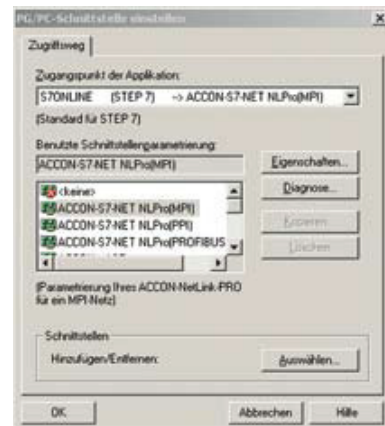 PG/PC-Schnittstelle einstellen
Zugriffsweg
Zugangspunkt der Applikation:
S7ONLINE (STEP 7) --> ACCON-S7-NET NLPro(MPI)
(Standard für STEP 7)
Benutzte Schnittstellenparametrierung:
ACCON-S7-NET NLPro(MPI)
Eigenschaften...
<keine>
Diagnose...
ACCON-S7-NET NLPro(MPI)
ACCON-S7-NET NLPro(PPI)
Kopieren
ACCON-S7-NET NLPro(PROFIBUS
Löschen
(Parametrierung Ihres ACCON-NetLink-PRO
für ein MPI-Netz)
Schnittstellen
Hinzufügen/Entfernen:
Auswählen...
OK
Abbrechen
Hilfe